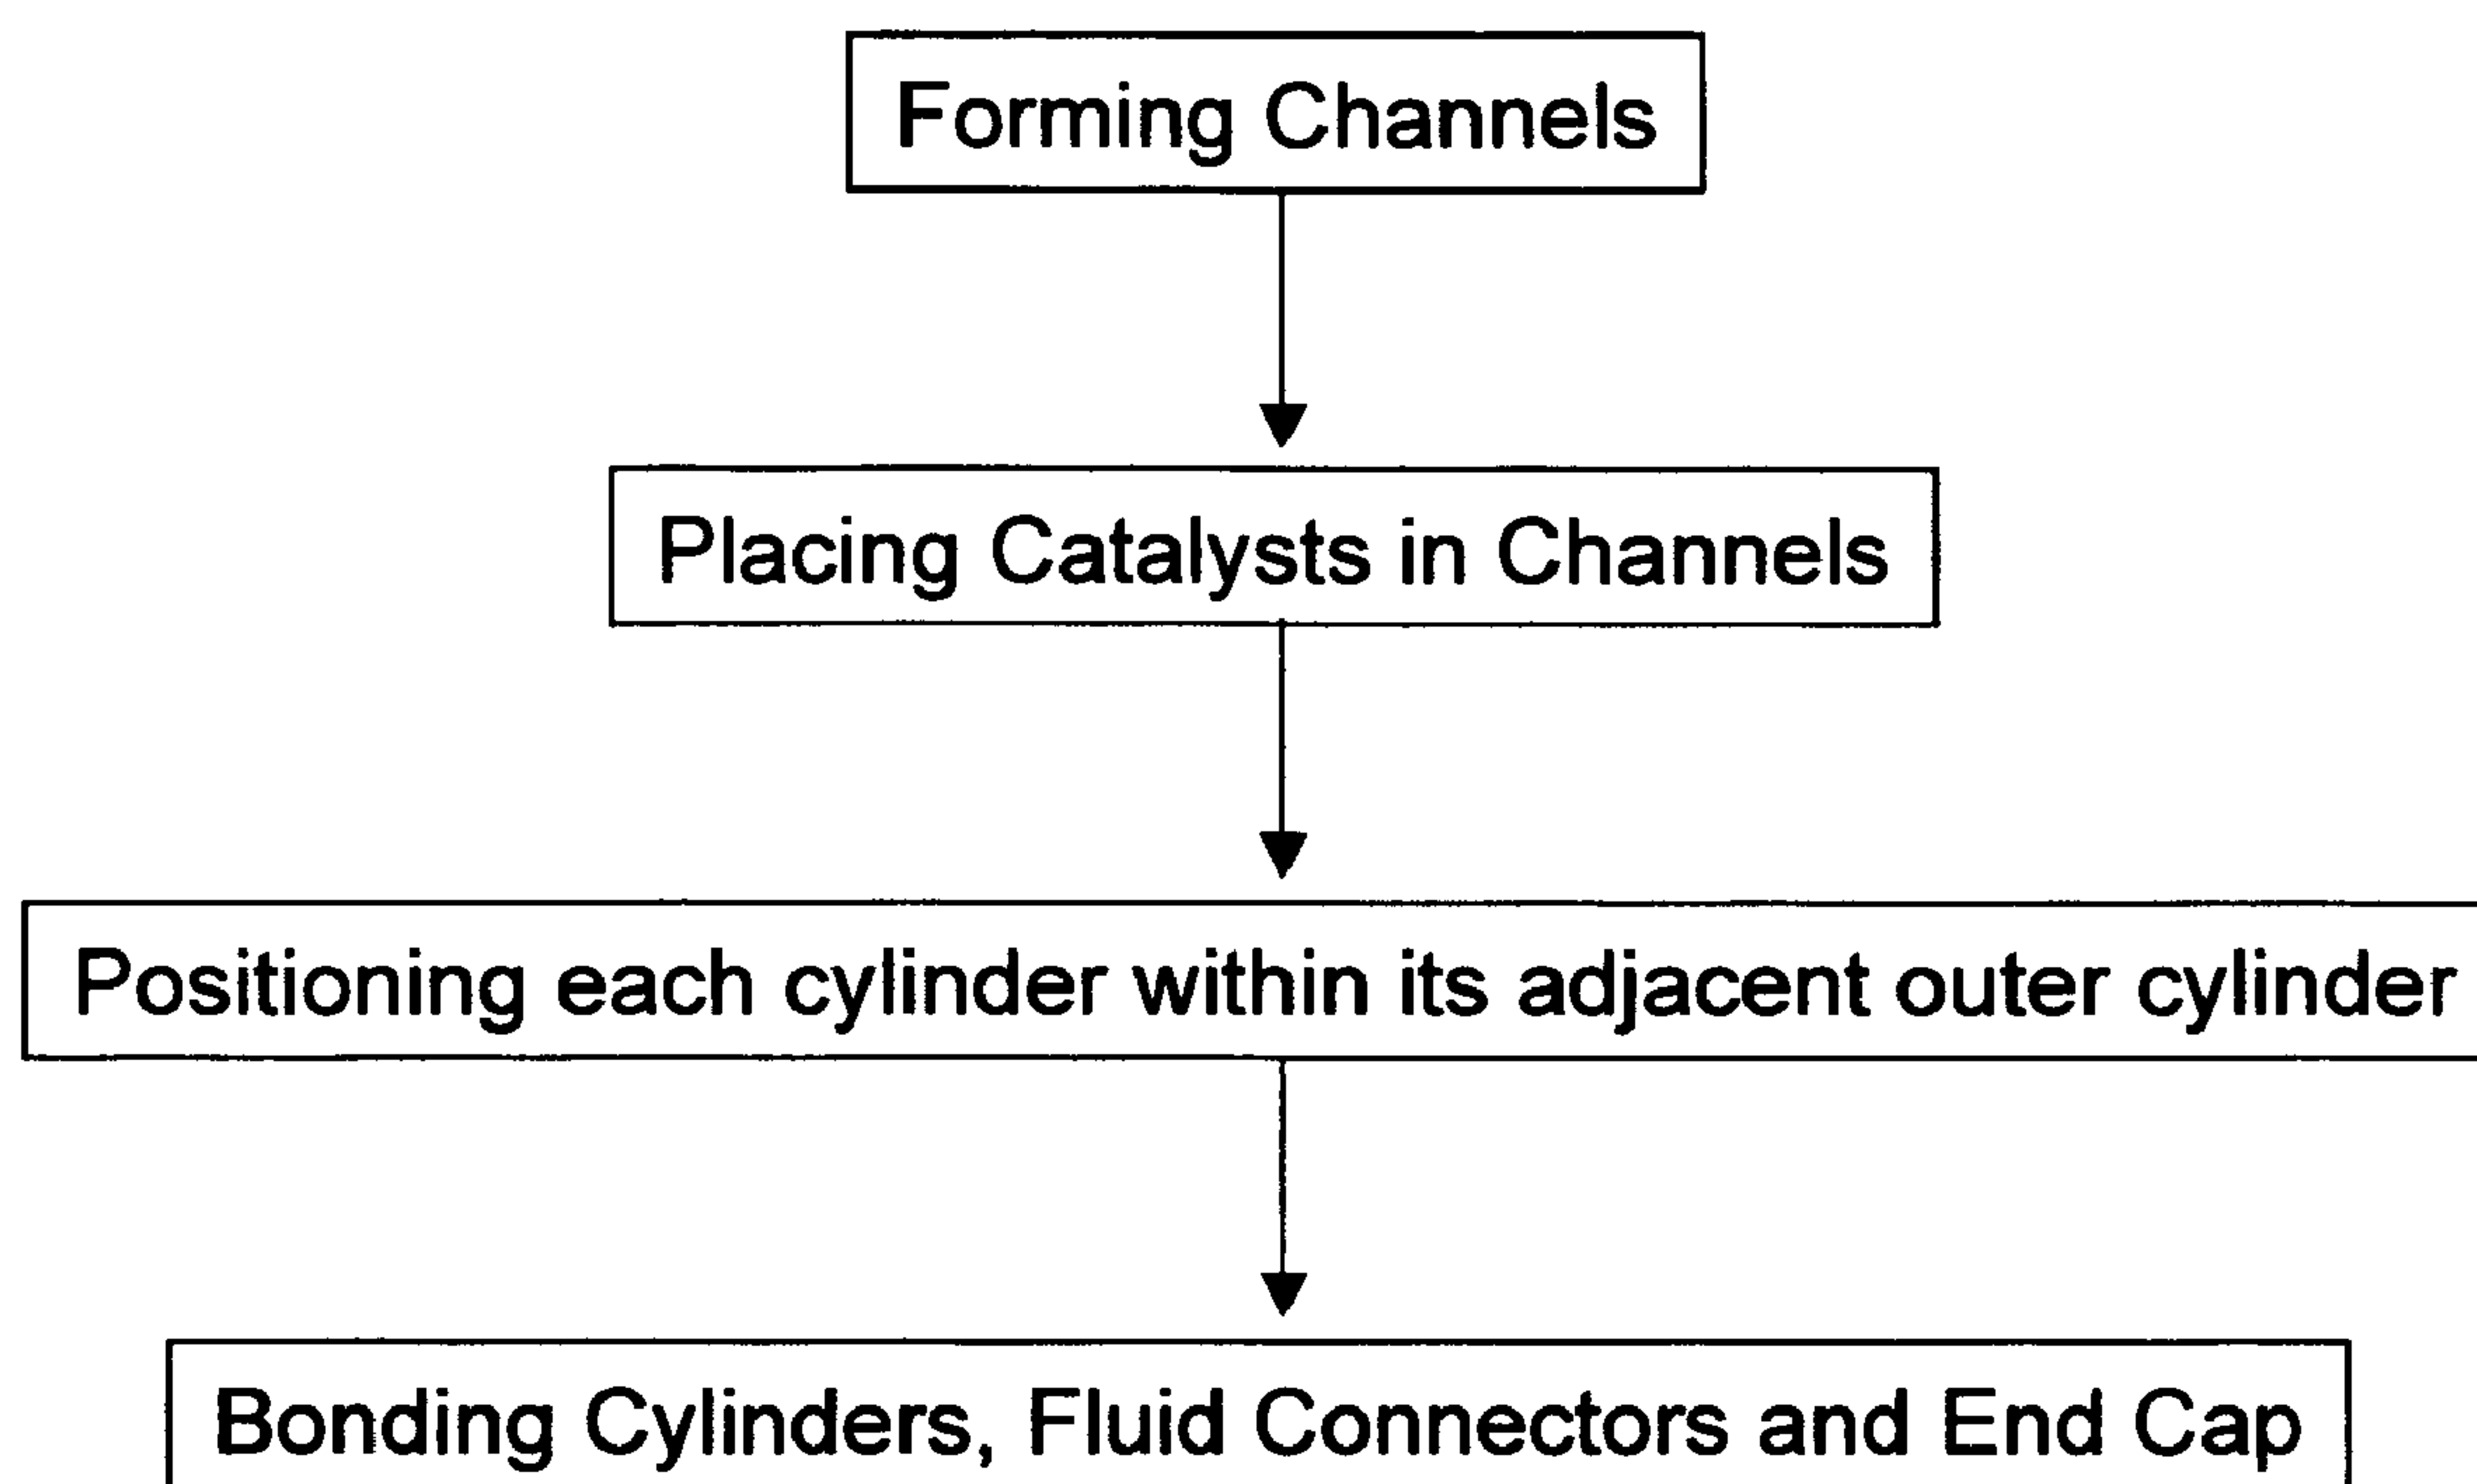 Forming Channels
Placing Catalysts in Channels
Positioning each cylinder within its adjacent outer cylinder
Bonding Cylinders, Fluid Connectors and End Cap